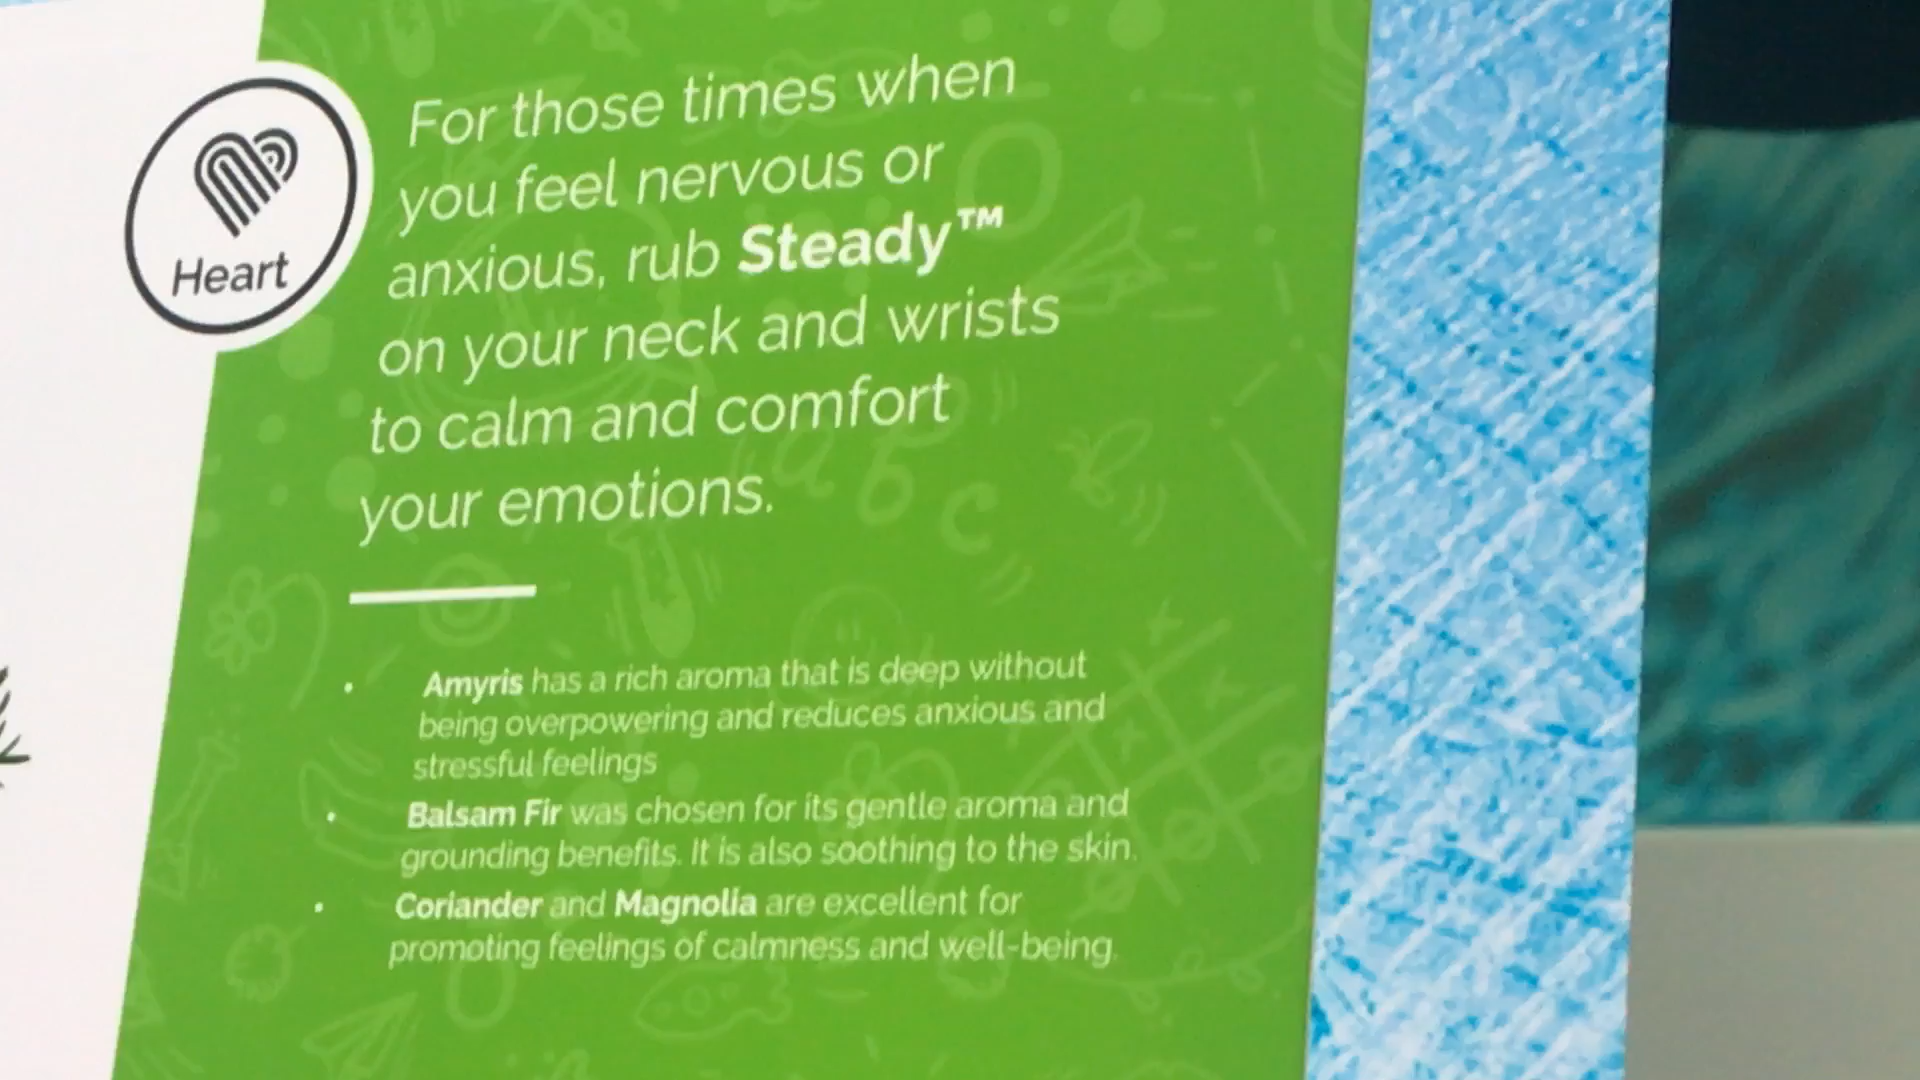 Heart
For those times when
you feel nervous or
anxious, rub Steady™
on your neck and wrists
to calm and comfort
your emotions.
• Amyris has a rich aroma that is deep without
being overpowering and reduces anxious and
stressful feelings
• Balsam Fir was chosen for its gentle aroma and
grounding benefits. It is also soothing to the skin.
• Coriander and Magnolia are excellent for
promoting feelings of calmness and well-being.